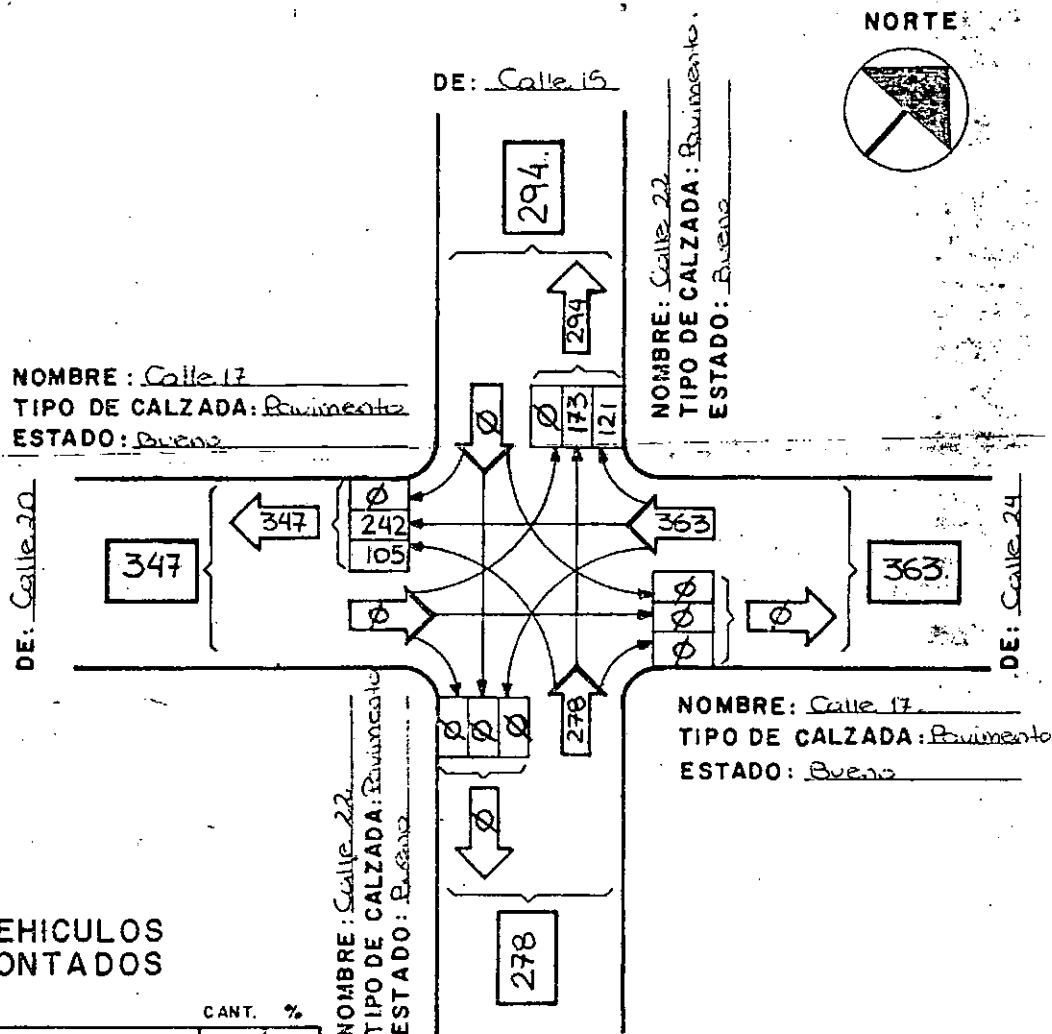 NORTE
DE: Calle 15
294
294
NOMBRE: Calle 22
TIPO DE CALZADA: Pavimento.
ESTADO: Bueno
NOMBRE: Calle 17
TIPO DE CALZADA: Pavimento
ESTADO: Bueno
Ø
Ø 173 121
DE: Calle 20
347
347
Ø
242
105
363
363
DE: Calle 24
Ø
Ø
Ø
Ø
Ø
Ø Ø Ø
278
NOMBRE: Calle 17
TIPO DE CALZADA: Pavimento
ESTADO: Bueno
Ø
NOMBRE: Calle 22
TIPO DE CALZADA: Pavimento
ESTADO: Bueno
278
EHICULOS
ONTADOS
CANT. %